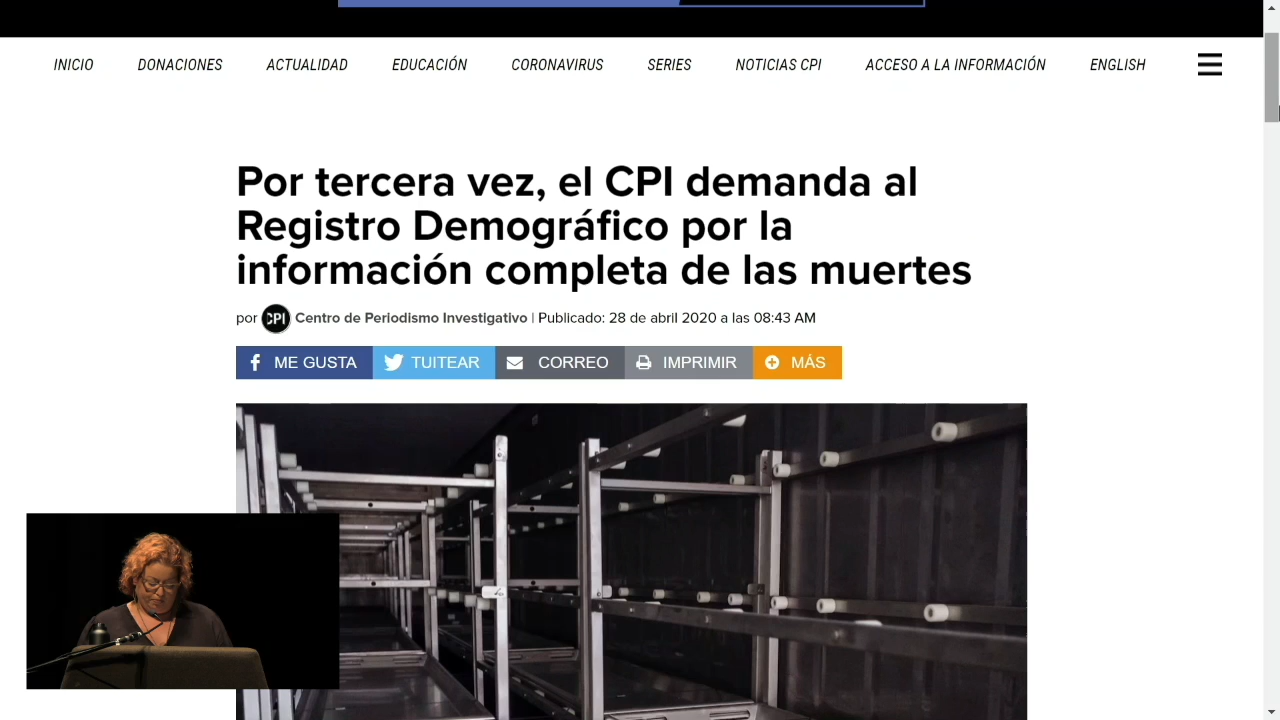 INICIO DONACIONES ACTUALIDAD EDUCACIÓN CORONAVIRUS SERIES NOTICIAS CPI ACCESO A LA INFORMACIÓN ENGLISH
Por tercera vez, el CPI demanda al
Registro Demográfico por la
información completa de las muertes
por CPI Centro de Periodismo Investigativo | Publicado: 28 de abril 2020 a las 08:43 AM
ME GUSTA TUITEAR CORREO IMPRIMIR MÁS